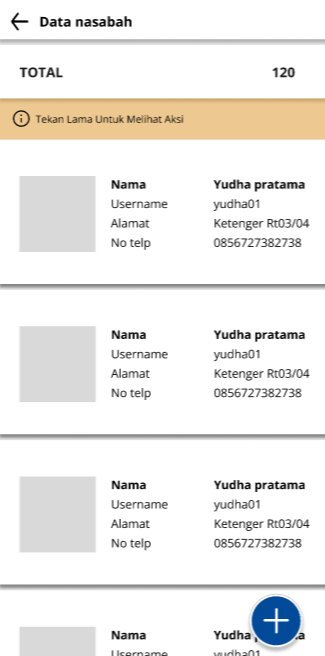 Data nasabah
TOTAL 120
Tekan Lama Untuk Melihat Aksi
Nama Yudha pratama
Username yudha01
Alamat Ketenger Rt03/04
No telp 0856727382738
Nama Yudha pratama
Username yudha01
Alamat Ketenger Rt03/04
No telp 0856727382738
Nama Yudha pratama
Username yudha01
Alamat Ketenger Rt03/04
No telp 0856727382738
Nama Yudha
Username yudha01